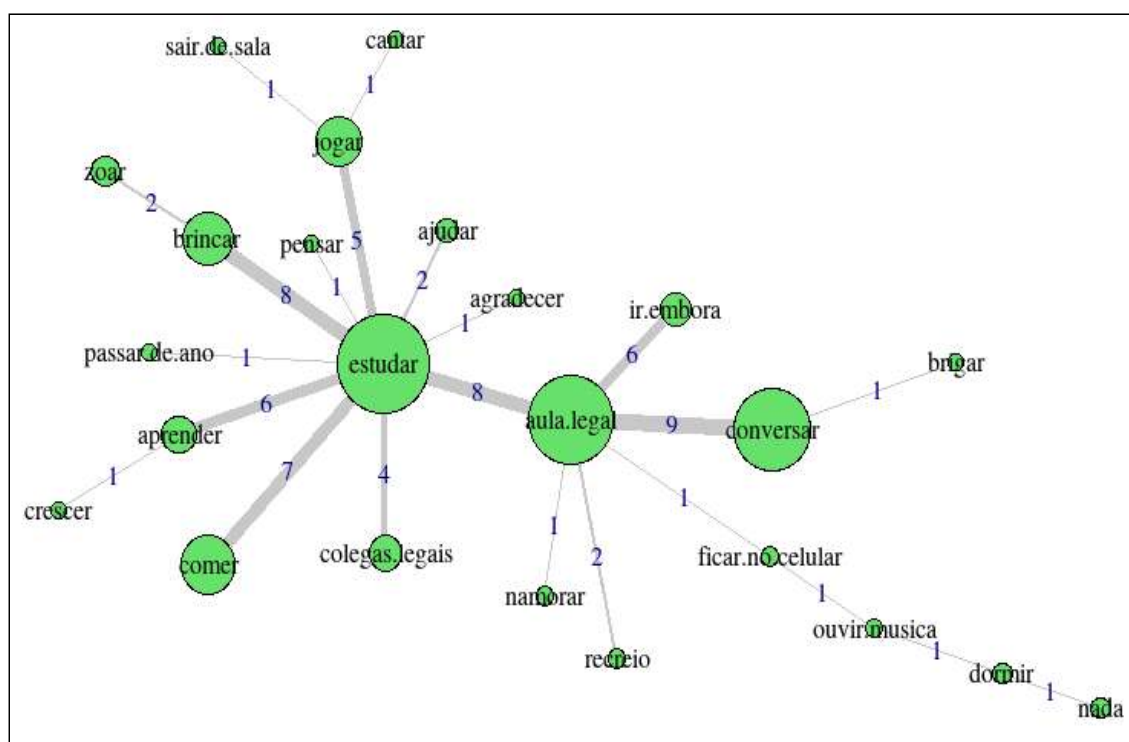 sair.de.sala
cantar
1
1
jogar
zoar
2
brincar
pensar
5
ajudar
8
1
2
agradecer
1
ir.embora
passar.de.ano
1
estudar
6
brigar
1
8
6
aprender
aula.legal
9
conversar
7
4
1
crescer
1
comer
colegas.legais
1
2
ficar.no.celular
namorar
1
ouvir.musica
recreio
1
dormir
1
nada